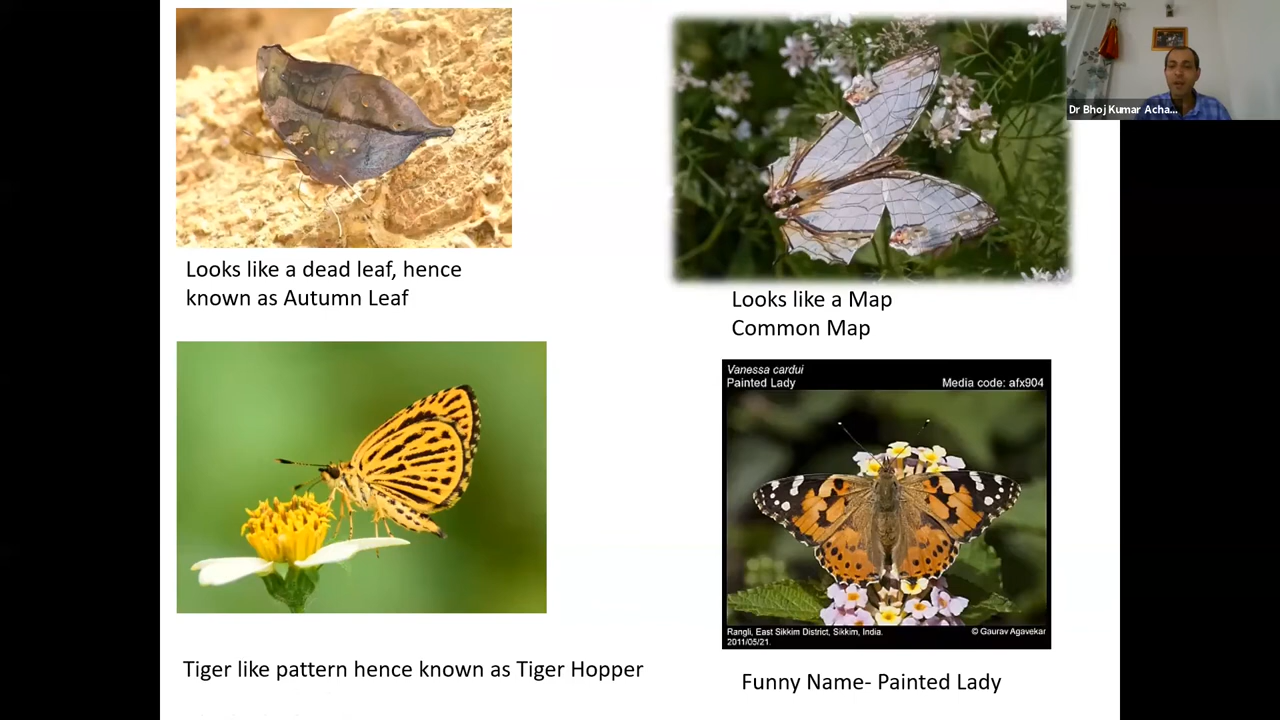 Dr Bhoj Kumar Acha...
Looks like a dead leaf, hence
known as Autumn Leaf
Looks like a Map
Common Map
Vanessa cardui
Painted Lady
Media code: afx904
Rangli, East Sikkim District, Sikkim, India.
2011/05/21.
© Gaurav Agavekar
Tiger like pattern hence known as Tiger Hopper
Funny Name- Painted Lady